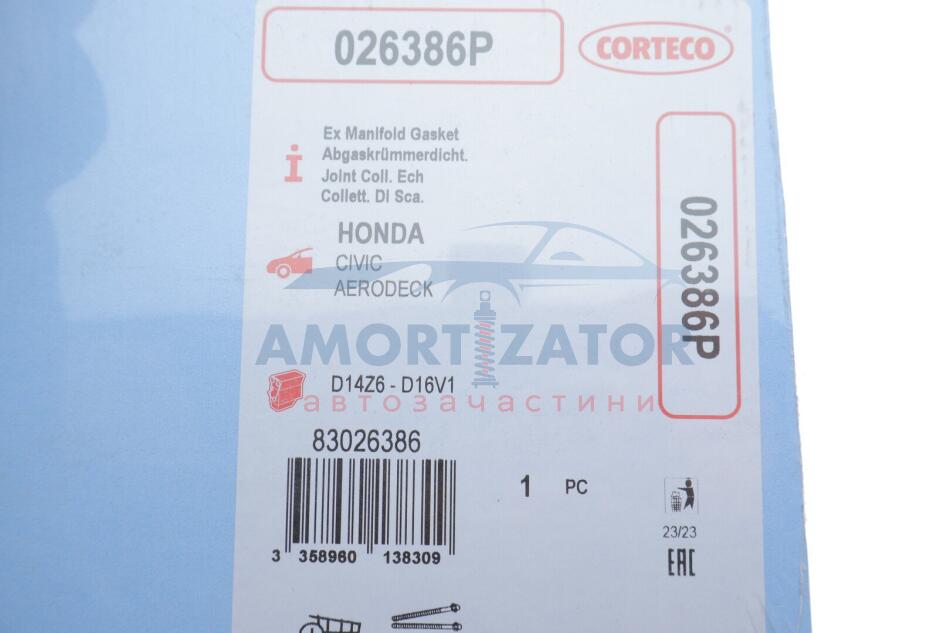 026386P
CORTECO
Ex Manifold Gasket
Abgaskrümmerdicht.
Joint Coll. Ech
Collett. Di Sca.
HONDA
CIVIC
AERODECK
026386P
AMORTIZATOR
автозачастини
D14Z6 - D16V1
83026386
1 PC
3 358960 138309
23/23
EAC